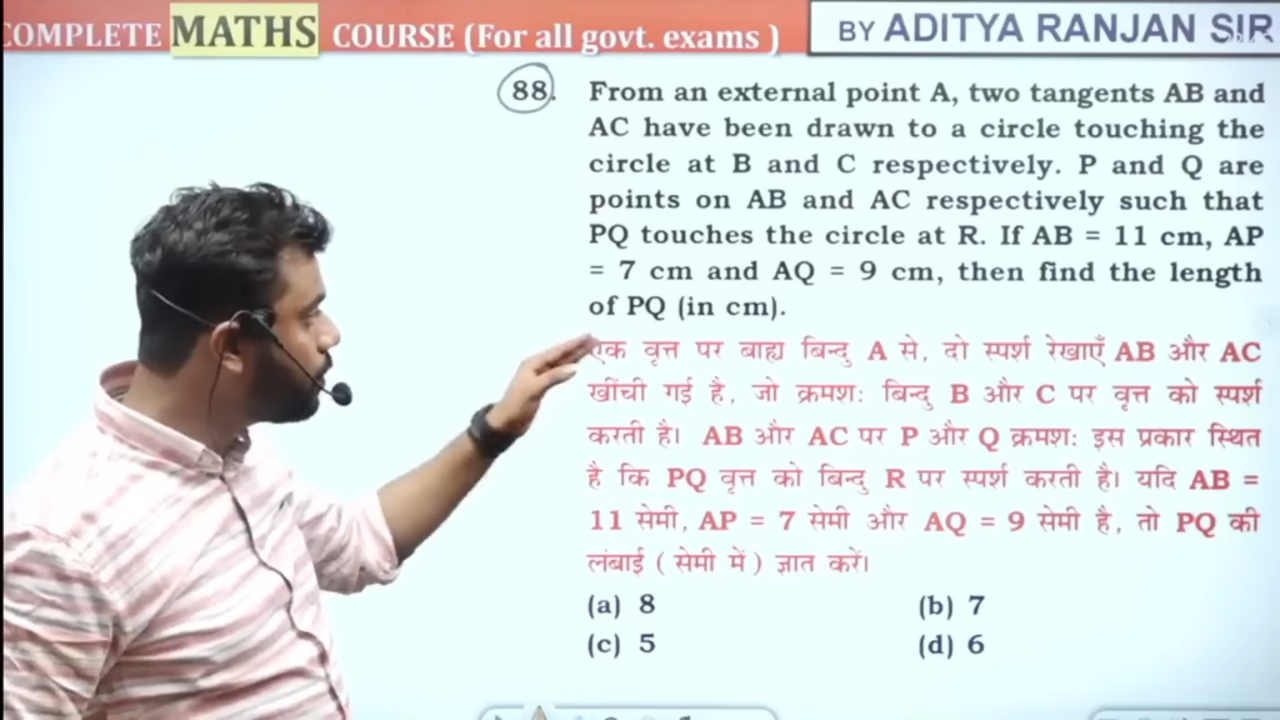 COMPLETE MATHS COURSE (For all govt. exams )
BY ADITYA RANJAN SIR
88. From an external point A, two tangents AB and
AC have been drawn to a circle touching the
circle at B and C respectively. P and Q are
points on AB and AC respectively such that
PQ touches the circle at R. If AB = 11 cm, AP
= 7 cm and AQ = 9 cm, then find the length
of PQ (in cm).
एक वृत्त पर बाह्य बिन्दु A से, दो स्पर्श रेखाएँ AB और AC
खींची गई है, जो क्रमश: बिन्दु B और C पर वृत्त को स्पर्श
करती है। AB और AC पर P और Q क्रमश: इस प्रकार स्थित
है कि PQ वृत्त को बिन्दु R पर स्पर्श करती है। यदि AB =
11 सेमी, AP = 7 सेमी और AQ = 9 सेमी है, तो PQ की
लंबाई ( सेमी में ) ज्ञात करें।
(a) 8 (b) 7
(c) 5 (d) 6